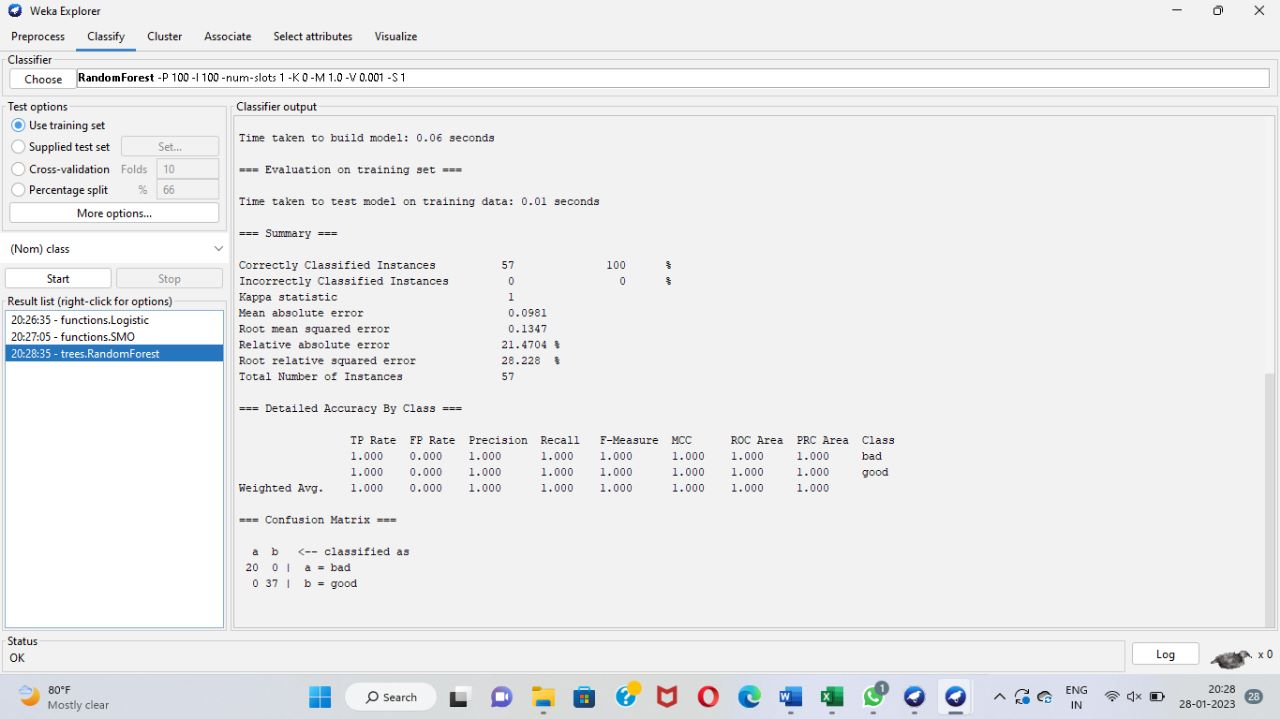 Weka Explorer
Preprocess Classify Cluster Associate Select attributes Visualize
Classifier
Choose RandomForest -P 100 -I 100 -num-slots 1 -K 0 -M 1.0 -V 0.001 -S 1
Test options
Use training set
Supplied test set Set...
Cross-validation Folds 10
Percentage split % 66
More options...
(Nom) class
Start Stop
Result list (right-click for options)
20:26:35 - functions.Logistic
20:27:05 - functions.SMO
20:28:35 - trees.RandomForest
Classifier output
Time taken to build model: 0.06 seconds
=== Evaluation on training set ===
Time taken to test model on training data: 0.01 seconds
=== Summary ===
Correctly Classified Instances 57 100 %
Incorrectly Classified Instances 0 0 %
Kappa statistic 1
Mean absolute error 0.0981
Root mean squared error 0.1347
Relative absolute error 21.4704 %
Root relative squared error 28.228 %
Total Number of Instances 57
=== Detailed Accuracy By Class ===
TP Rate FP Rate Precision Recall F-Measure MCC ROC Area PRC Area Class
1.000 0.000 1.000 1.000 1.000 1.000 1.000 1.000 bad
1.000 0.000 1.000 1.000 1.000 1.000 1.000 1.000 good
Weighted Avg. 1.000 0.000 1.000 1.000 1.000 1.000 1.000 1.000
=== Confusion Matrix ===
a b <-- classified as
20 0 | a = bad
0 37 | b = good
Status
OK
Log x 0
80°F
Mostly clear
Search
W
X
1
ENG
IN
20:28
28-01-2023
28